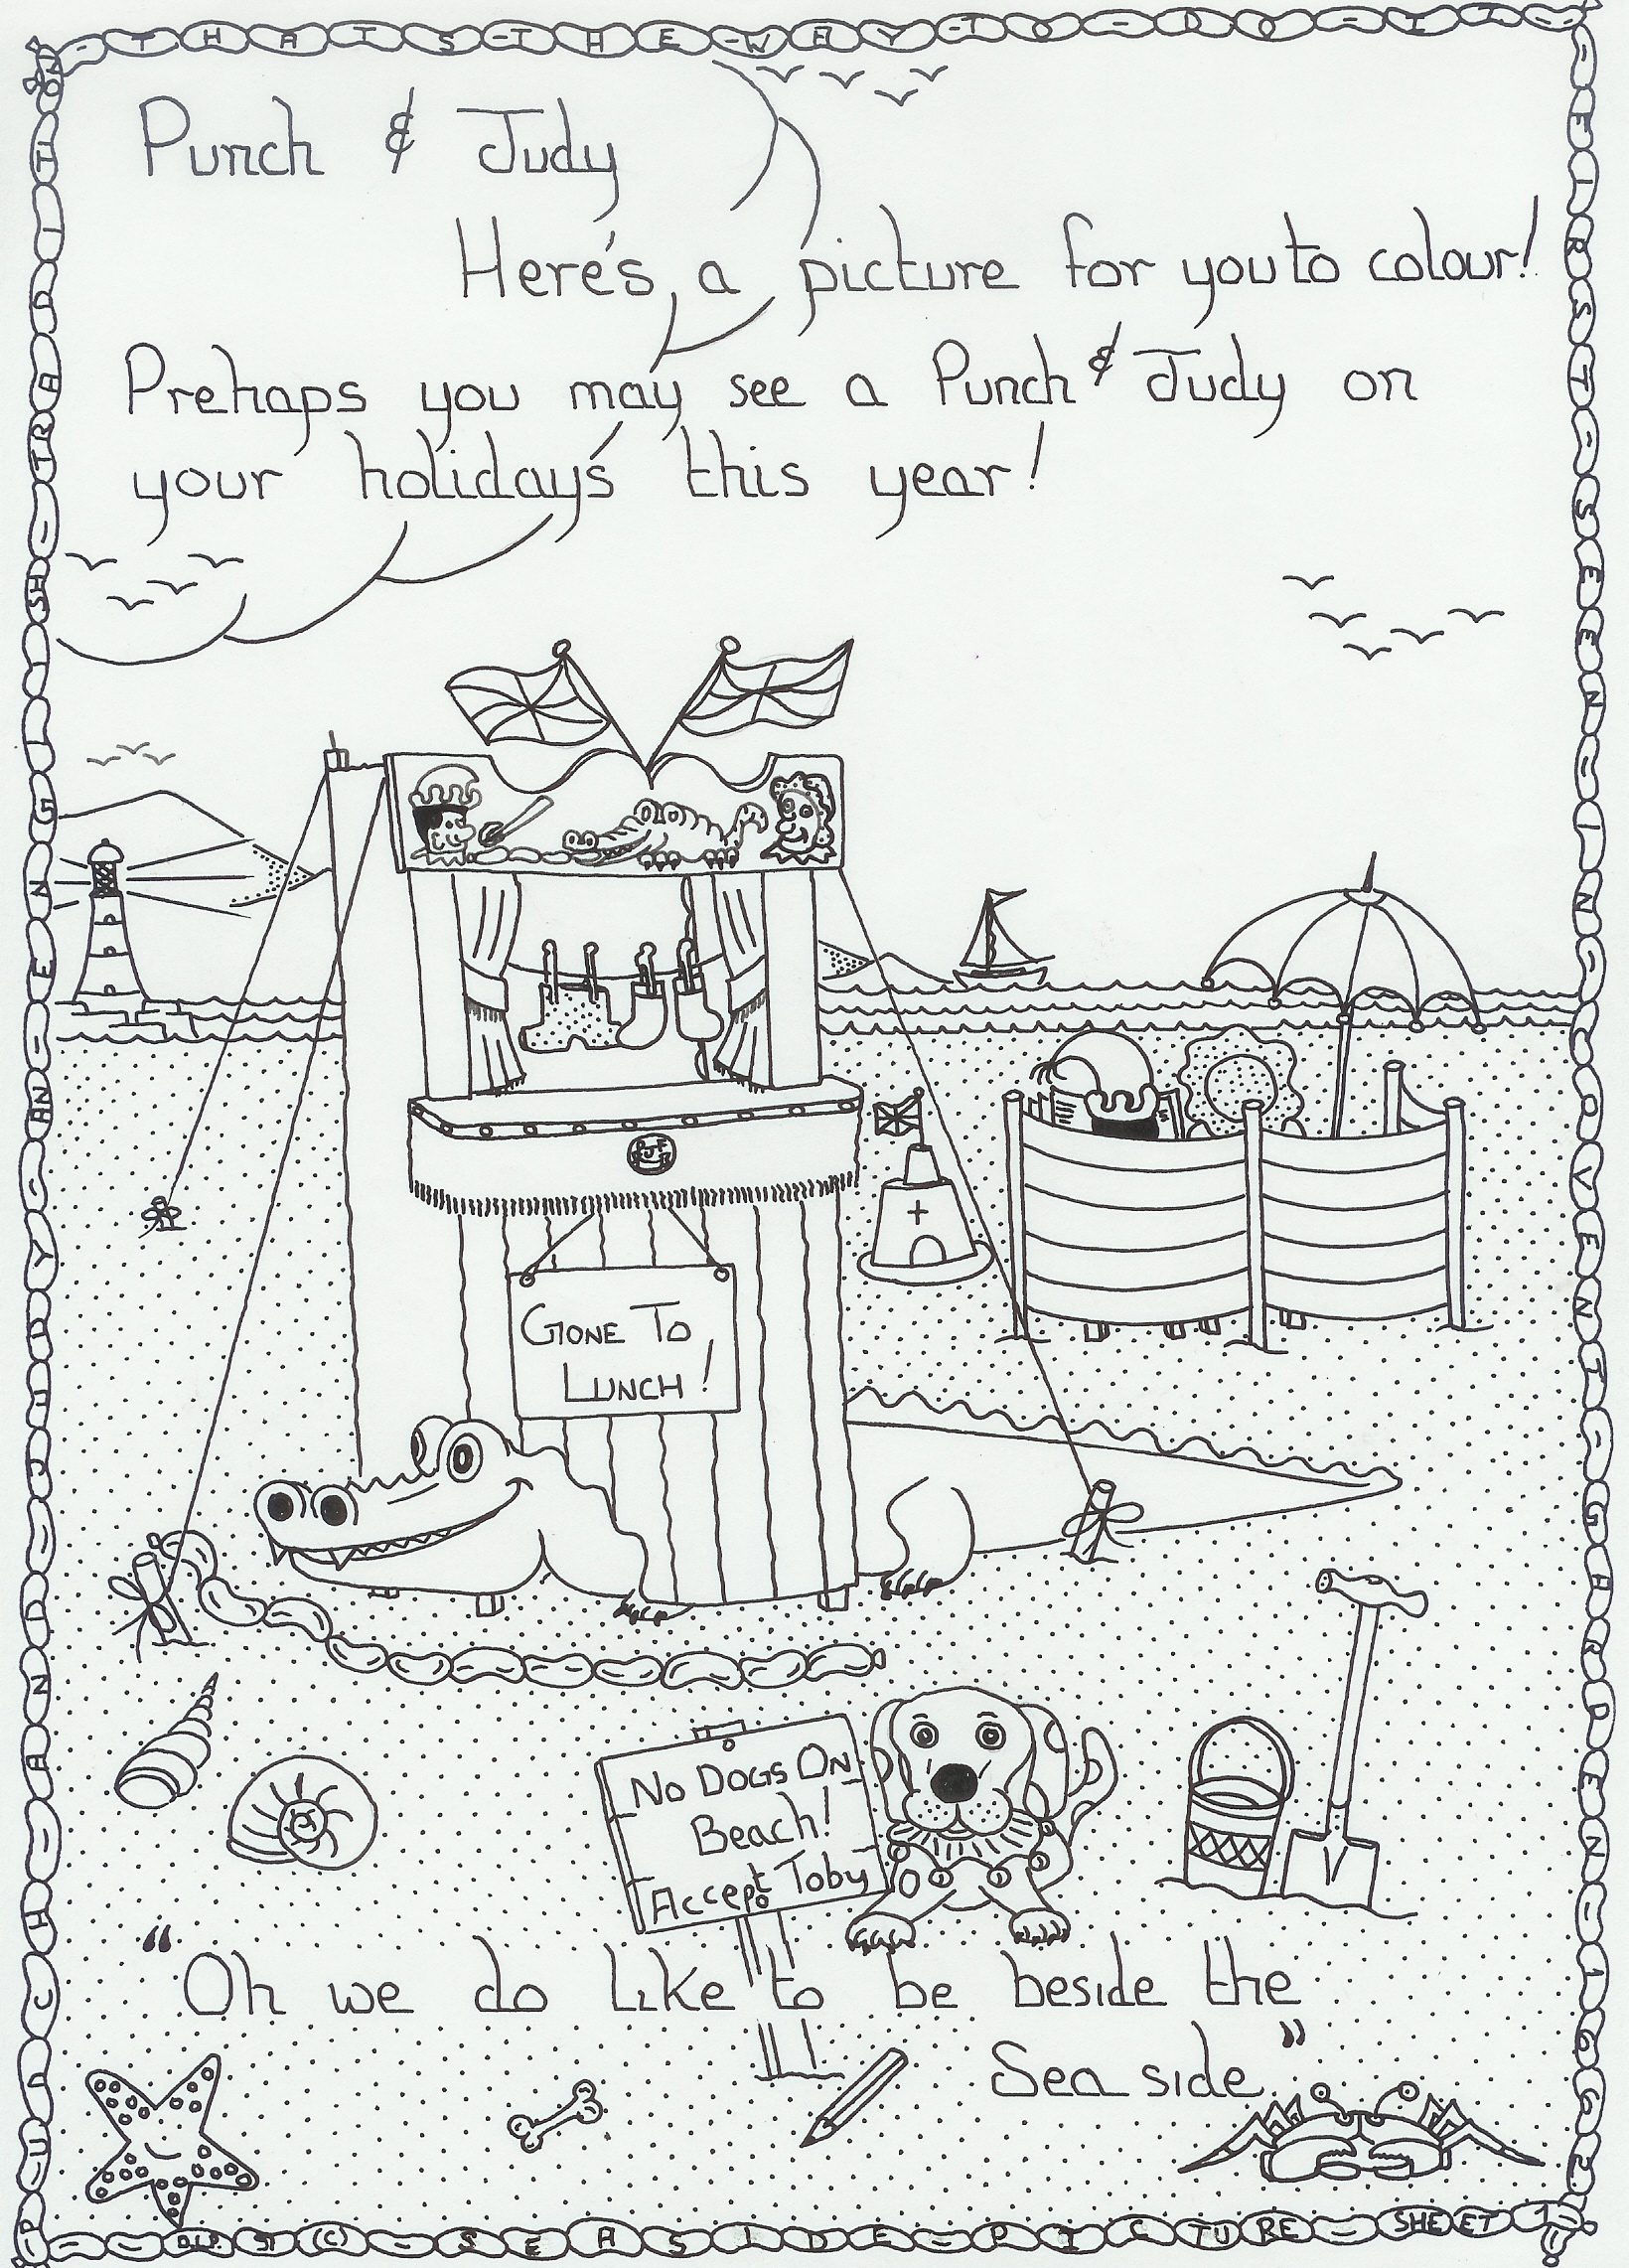 -THATS-THE-WAY-TO-DO-IT
Punch & Judy
Here's a picture for you to colour!
Prehaps you may see a Punch & Judy on
your holidays this year!
GONE TO
LUNCH!
No DOGS ON
Beach!
Accept Toby
"Oh we do like to be beside the
Sea side"
-FIRST-SEEN-IN-COVENT-GARDEN-IN-1662
(C)-SEASIDE-PICTURE-SHEET 1
PUNCH-AND-JUDY-AN-ENGLISH-TRADITION